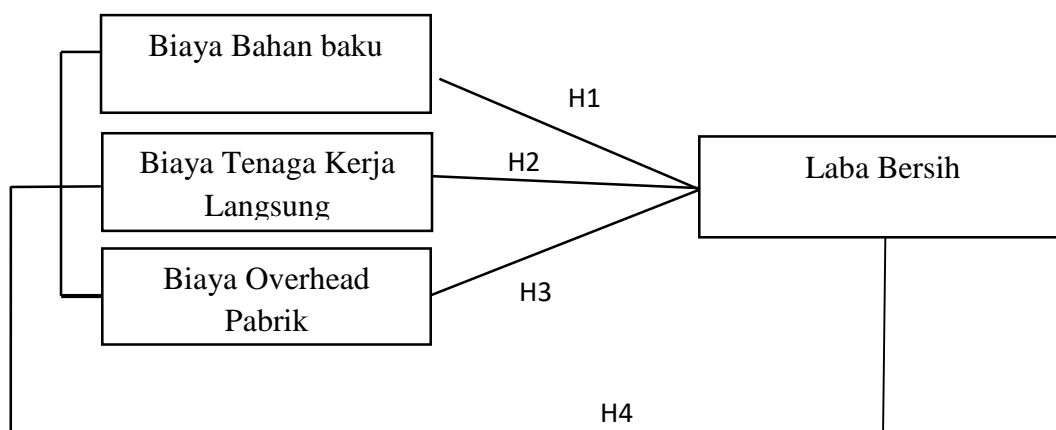 Biaya Bahan baku
H1
Biaya Tenaga Kerja
Langsung
H2
Laba Bersih
Biaya Overhead
Pabrik
H3
H4